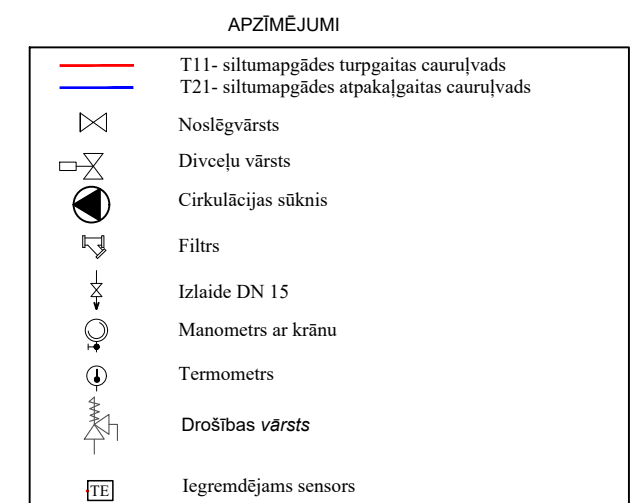 APZĪMĒJUMI
T11- siltumapgādes turpgaitas cauruļvads
T21- siltumapgādes atpakaļgaitas cauruļvads
Noslēgvārsts
Divceļu vārsts
Cirkulācijas sūknis
Filtrs
Izlaide DN 15
Manometrs ar krānu
Termometrs
Drošības vārsts
TE Iegremdējams sensors